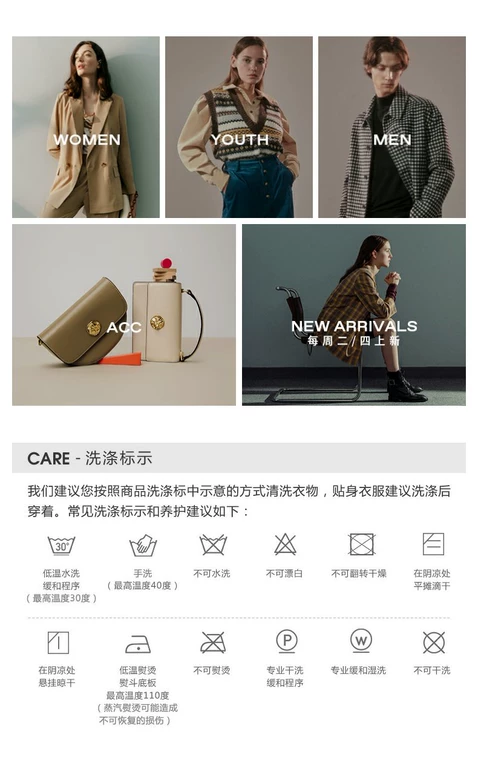 WOMEN
YOUTH
MEN
ACC
NEW ARRIVALS
每周二/四上新
CARE - 洗涤标示
我们建议您按照商品洗涤标中示意的方式清洗衣物，贴身衣服建议洗涤后
穿着。常见洗涤标示和养护建议如下：
30°
低温水洗
缓和程序
（最高温度30度）
手洗
（最高温度40度）
不可水洗
不可漂白
不可翻转干燥
在阴凉处
平摊滴干
在阴凉处
悬挂晾干
低温熨烫
熨斗底板
最高温度110度
（蒸汽熨烫可能造成
不可恢复的损伤）
不可熨烫
P
专业干洗
缓和程序
W
专业缓和湿洗
不可干洗